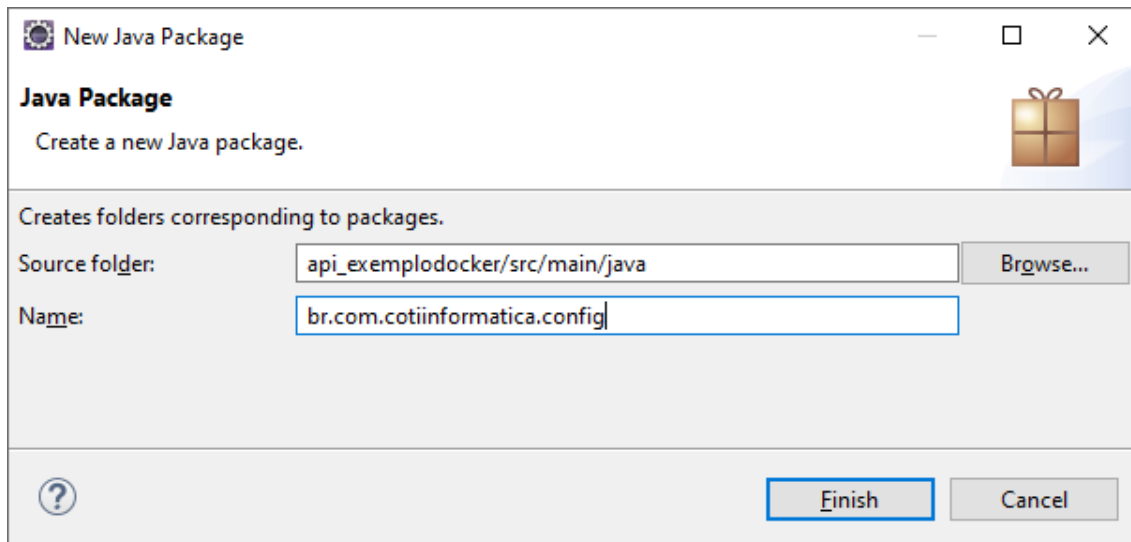 New Java Package
Java Package
Create a new Java package.
Creates folders corresponding to packages.
Source folder: api_exemplodocker/src/main/java Browse...
Name: br.com.cotiinformatica.config
? Finish Cancel